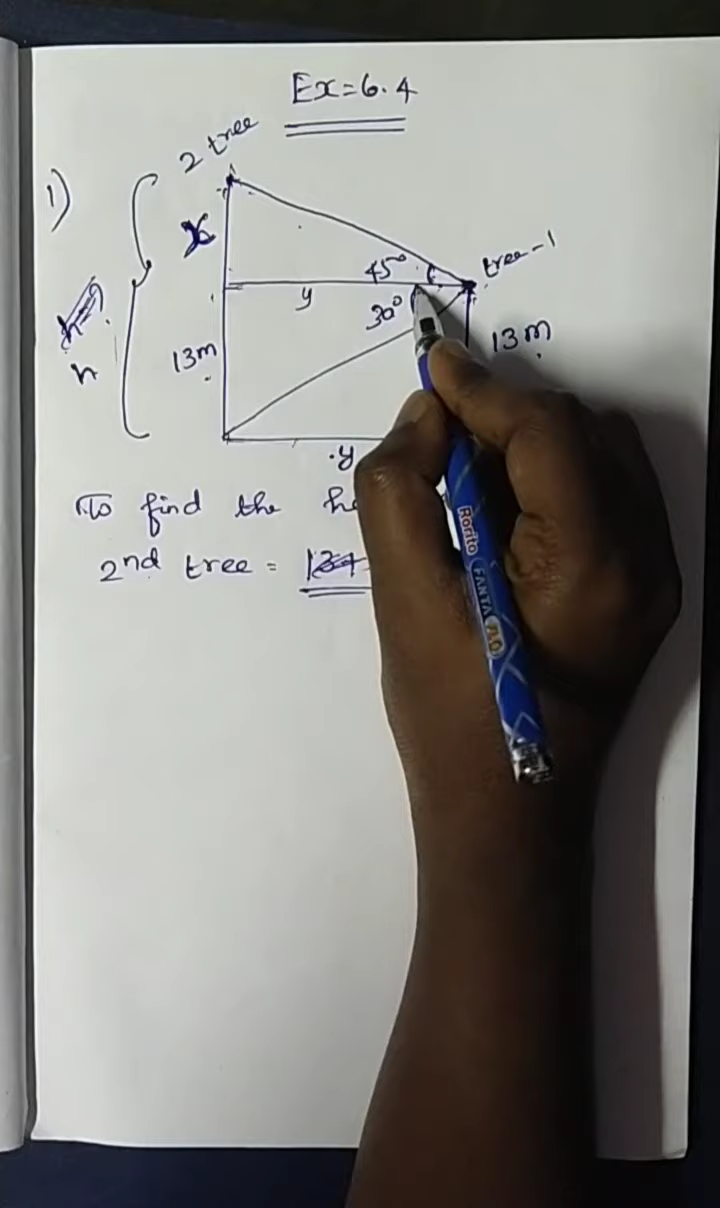 Ex=6.4
2 tree
1)
x
45°
tree-1
y
30°
h
13m
13m
y
To find the
2nd tree =
Rorito FANTA